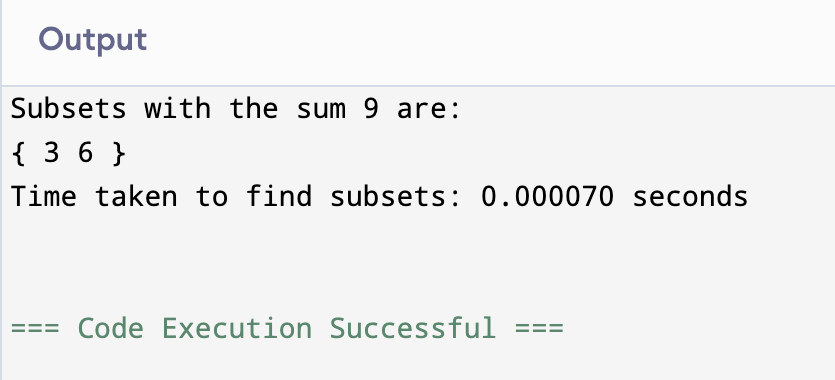 Output
Subsets with the sum 9 are:
{ 3 6 }
Time taken to find subsets: 0.000070 seconds
=== Code Execution Successful ===